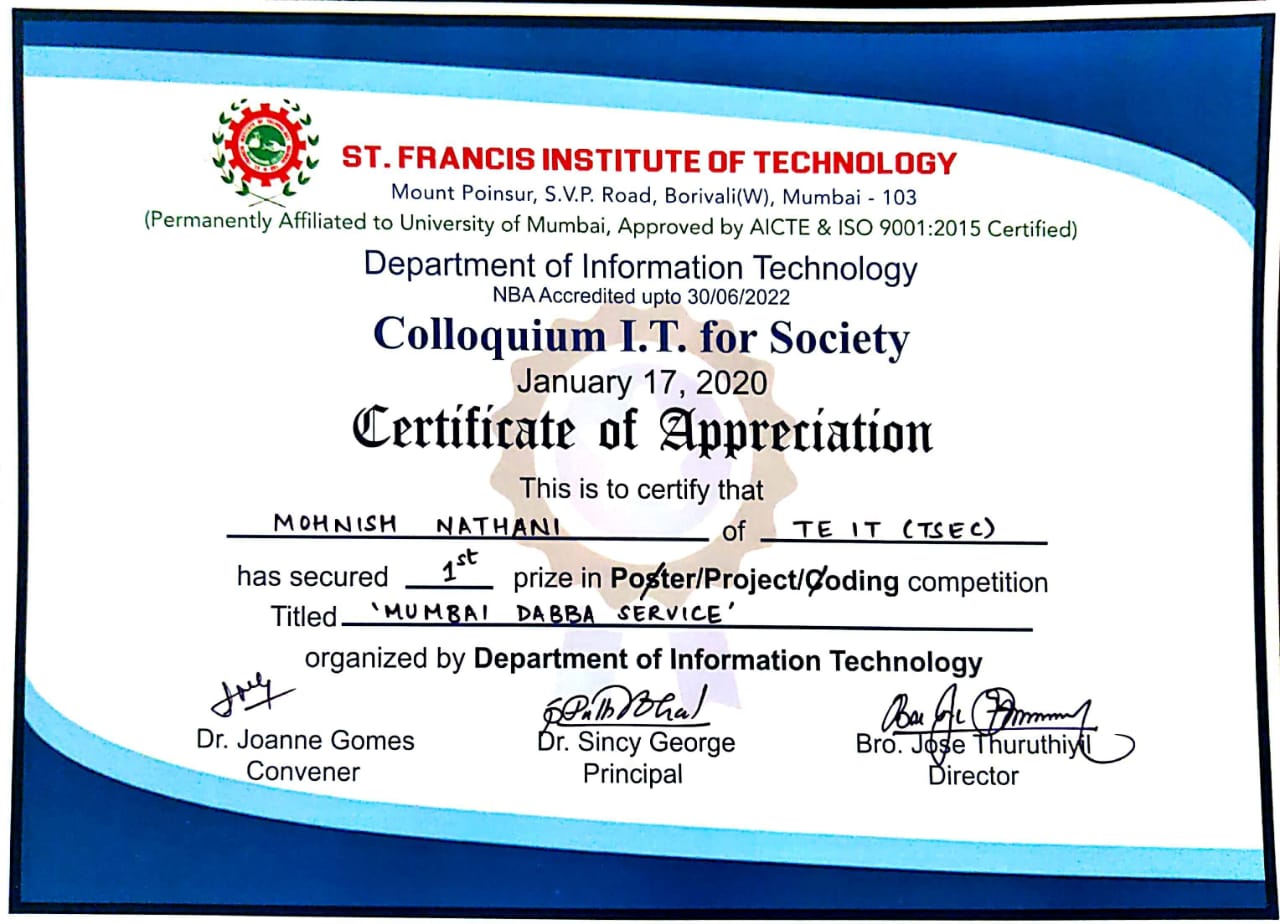 ST. FRANCIS INSTITUTE OF TECHNOLOGY
Mount Poinsur, S.V.P. Road, Borivali(W), Mumbai - 103
(Permanently Affiliated to University of Mumbai, Approved by AICTE & ISO 9001:2015 Certified)
Department of Information Technology
NBA Accredited upto 30/06/2022
Colloquium I.T. for Society
January 17, 2020
Certificate of Appreciation
This is to certify that
MOHNISH NATHANI of TE IT (TSEC)
has secured 1st prize in Poster/Project/Coding competition
Titled 'MUMBAI DABBA SERVICE'
organized by Department of Information Technology
Dr. Joanne Gomes Dr. Sincy George Bro. Jose Thuruthiyil
Convener Principal Director